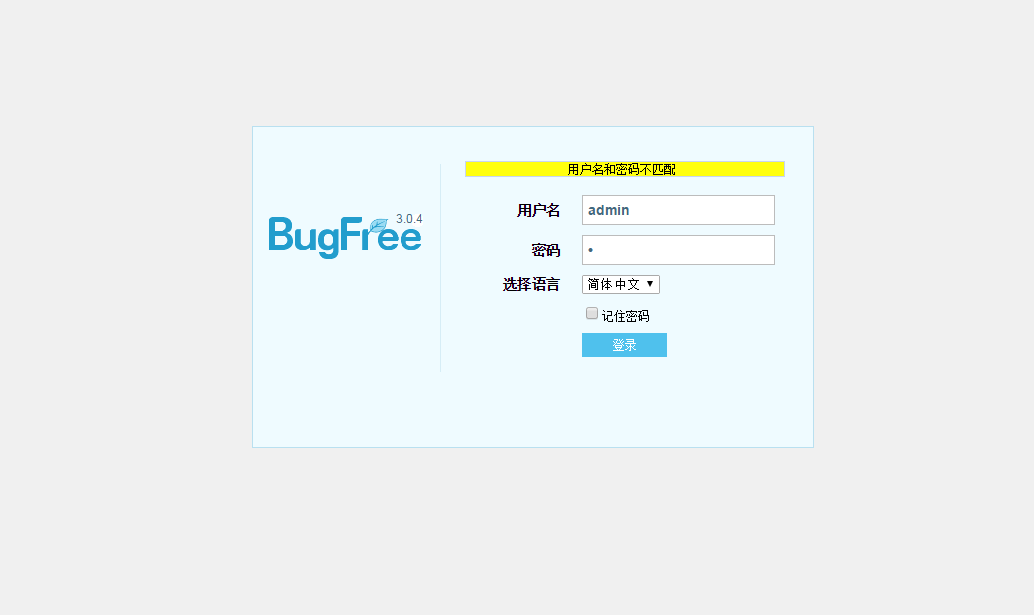 用户名和密码不匹配
3.0.4
BugFree
用户名 admin
密码 •
选择语言 简体中文 ▼
记住密码
登录